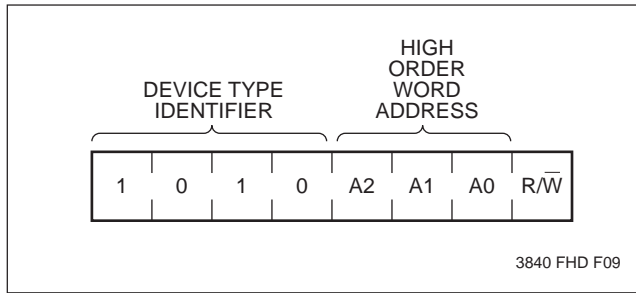 HIGH
ORDER
WORD
ADDRESS
DEVICE TYPE
IDENTIFIER
1 0 1 0 A2 A1 A0 R/W̅
3840 FHD F09